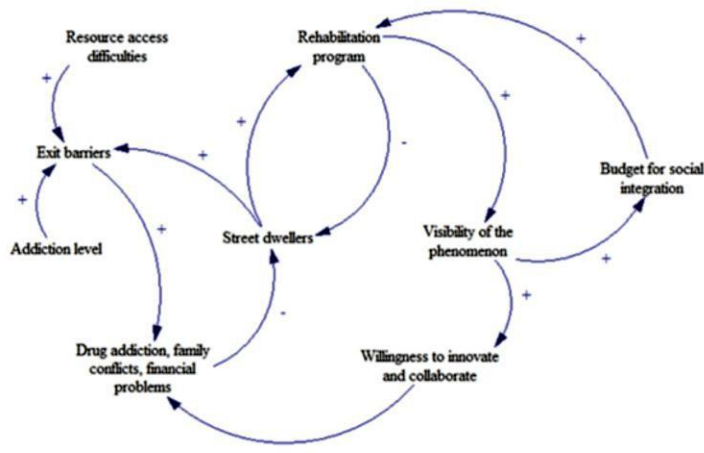 Resource access
difficulties
Rehabilitation
program
+
+
+
+
Exit barriers
+
-
Budget for social
integration
+
Addiction level
+
Street dwellers
Visibility of the
phenomenon
+
-
+
Drug addiction, family
conflicts, financial
problems
Willingness to innovate
and collaborate